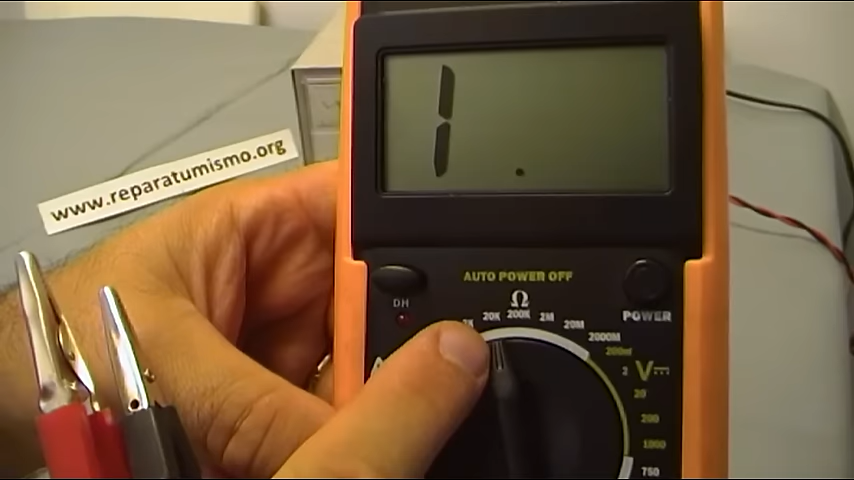 1.
www.reparatumismo.org
AUTO POWER OFF
DH
POWER
Ω
20K 200K 2M 20M 2000M
200m
2 V
20
200
1000
750